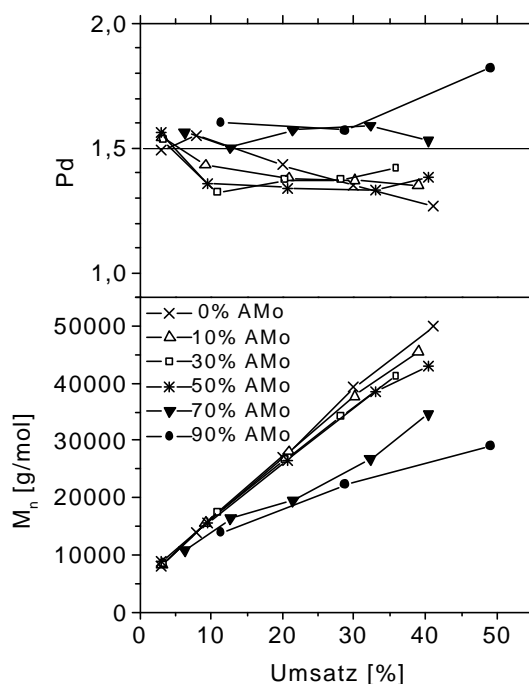 2,0
Pd
1,5
1,0
50000
40000
30000
20000
10000
0
Mn [g/mol]
0% AMo
10% AMo
30% AMo
50% AMo
70% AMo
90% AMo
0 10 20 30 40 50
Umsatz [%]